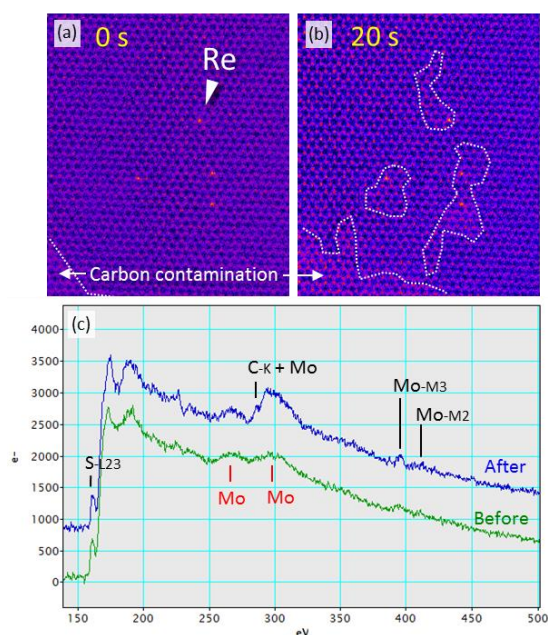 (a) 0 s
Re
(b) 20 s
Carbon contamination
(c)
4000
3500
3000
2500
2000
1500
1000
500
0
e-
S-L23
C-K + Mo
Mo-M3
Mo-M2
Mo Mo
After
Before
150 200 250 300 350 400 450 500
eV